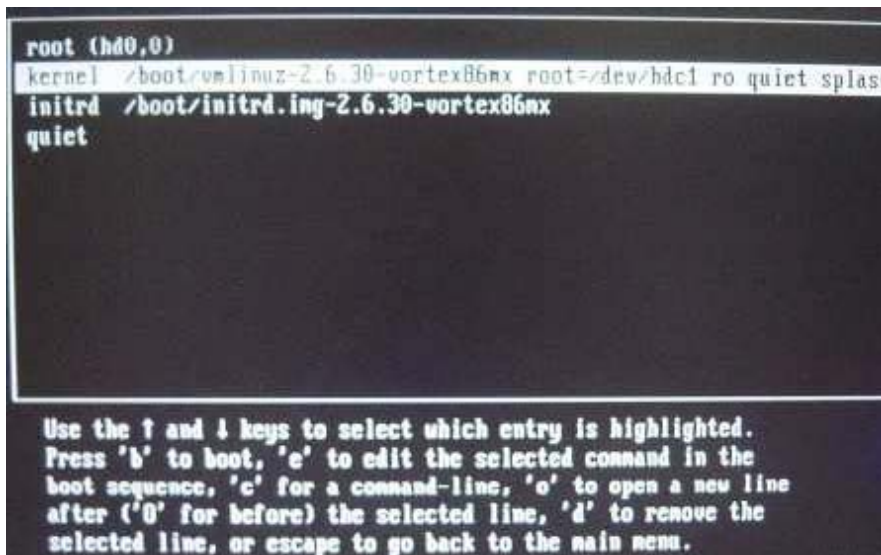 root (hd0,0)
kernel /boot/vmlinuz-2.6.30-vortex86mx root=/dev/hdc1 ro quiet splas
initrd /boot/initrd.img-2.6.30-vortex86mx
quiet
Use the ↑ and ↓ keys to select which entry is highlighted.
Press 'b' to boot, 'e' to edit the selected command in the
boot sequence, 'c' for a command-line, 'o' to open a new line
after ('O' for before) the selected line, 'd' to remove the
selected line, or escape to go back to the main menu.